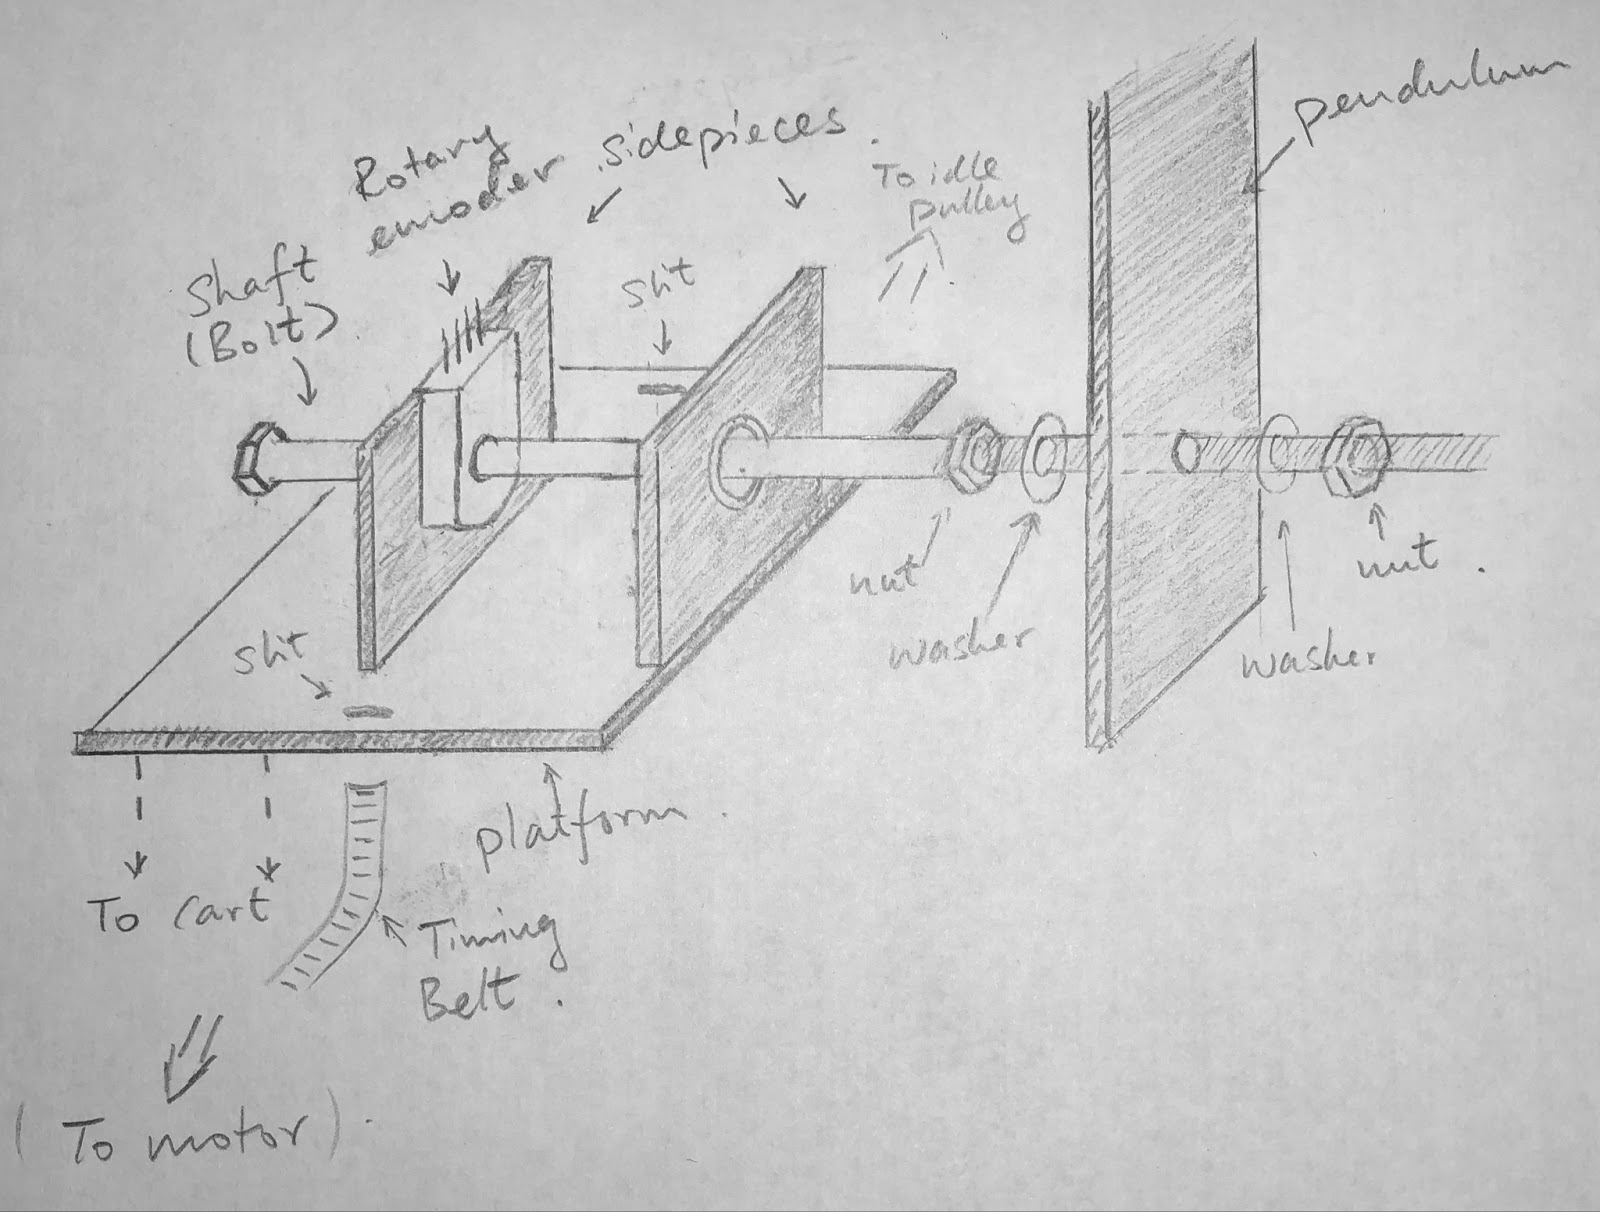 Rotary
encoder
sidepieces.
To idle
pulley
pendulum
Shaft
(Bolt)
slit
nut
washer
nut.
washer
slit
platform.
To cart
Timing
Belt.
(To motor).